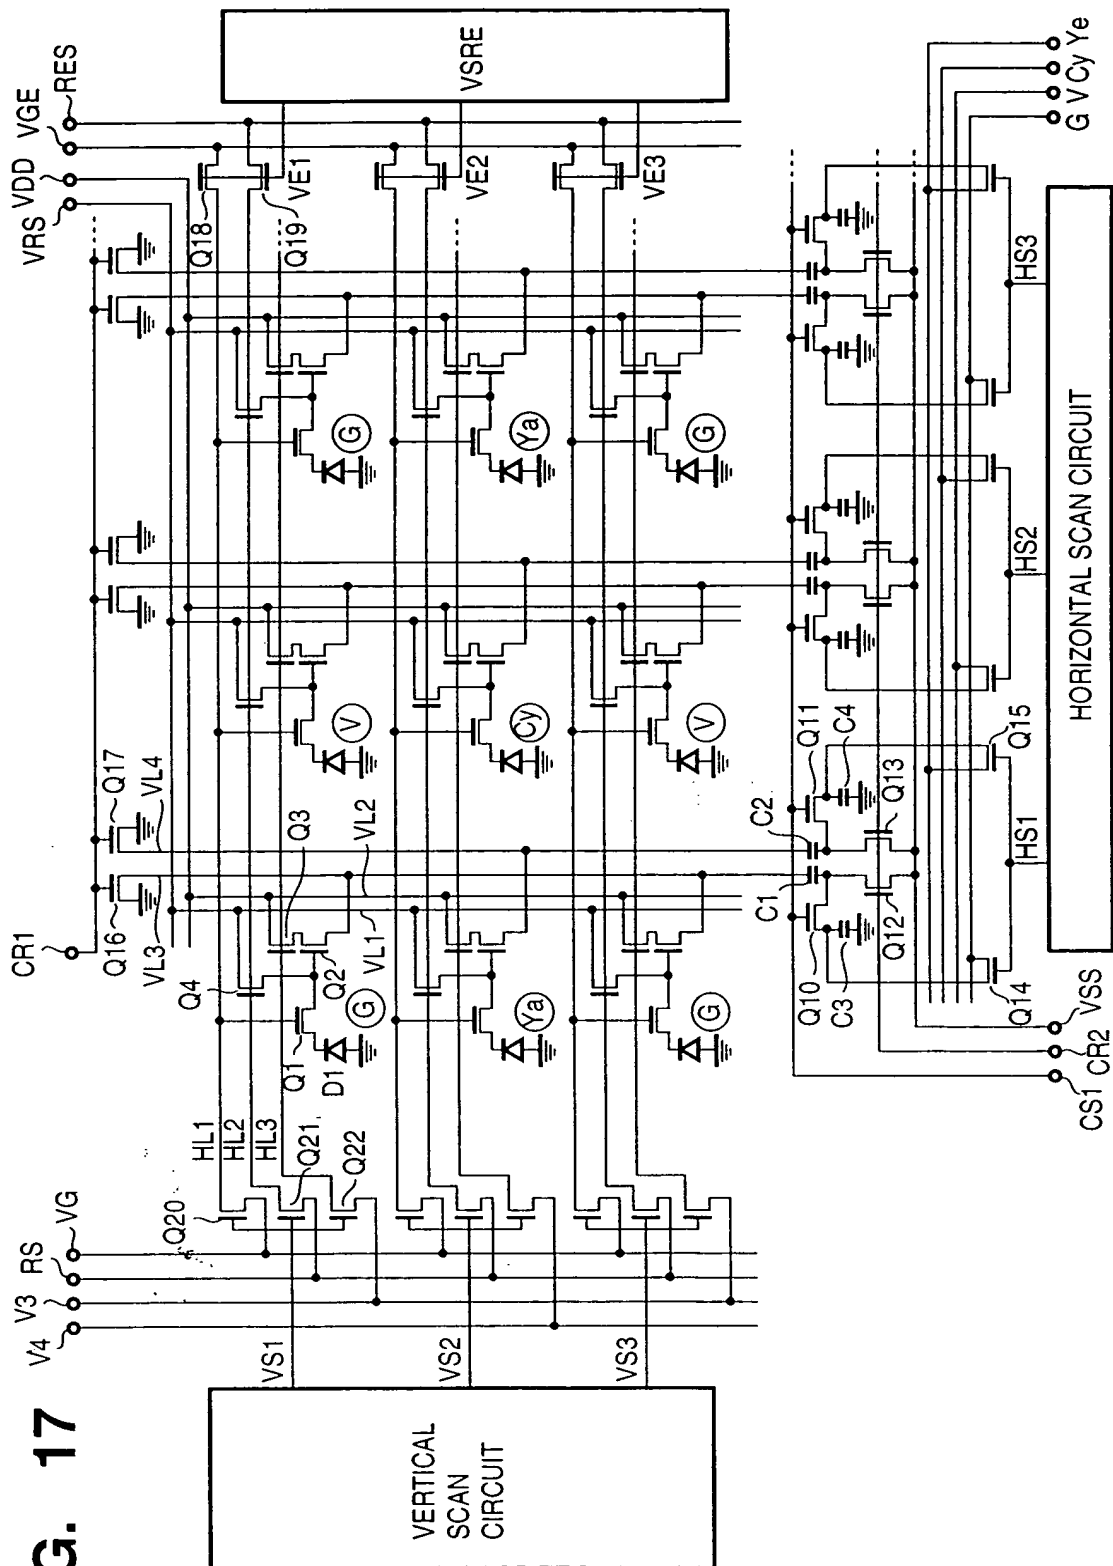 FIG. 17
VERTICAL
SCAN
CIRCUIT
V4
V3
RS
VG
VS1
VS2
VS3
Q20
Q21
Q22
HL1
HL2
HL3
CR1
Q16
Q17
VL3
VL4
Q4
Q3
Q2
Q1
D1
VL1
VL2
G
V
G
Ya
Cy
Ya
G
V
G
VRS
VDD
VGE
RES
Q18
Q19
VE1
VE2
VE3
VSRE
CS1
CR2
VSS
Q10
C3
C1
C2
Q11
C4
Q12
Q13
Q14
Q15
HS1
HS2
HS3
HORIZONTAL SCAN CIRCUIT
G
V
Cy
Ye